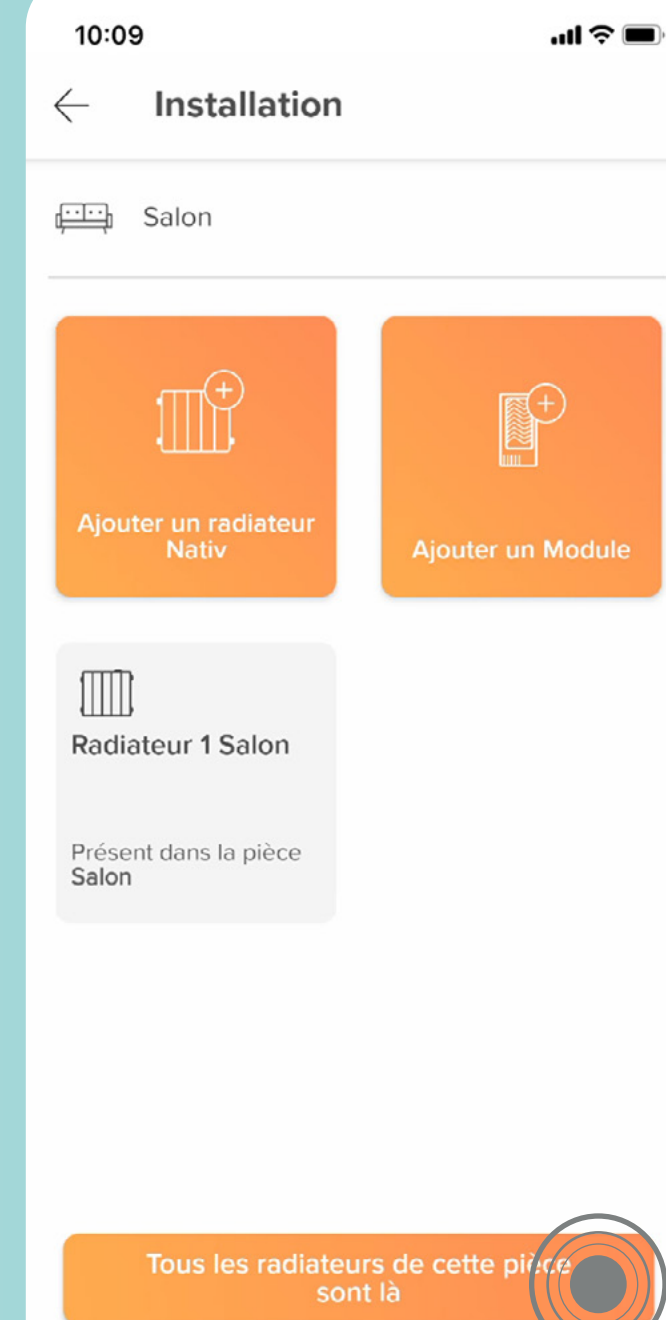 10:09
Installation
Salon
Ajouter un radiateur
Nativ
Ajouter un Module
Radiateur 1 Salon
Présent dans la pièce
Salon
Tous les radiateurs de cette pièce
sont là